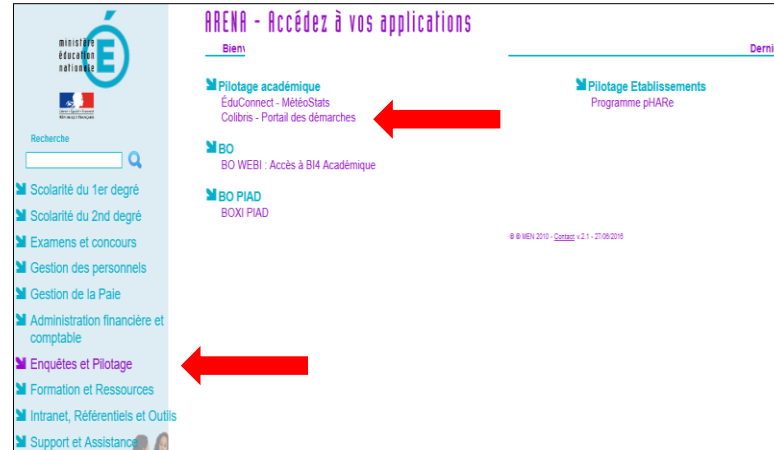 ministère
éducation
nationale
Recherche
Scolarité du 1er degré
Scolarité du 2nd degré
Examens et concours
Gestion des personnels
Gestion de la Paie
Administration financière et
comptable
Enquêtes et Pilotage
Formation et Ressources
Intranet, Référentiels et Outils
Support et Assistance
ARENA - Accédez à vos applications
Bienv
Derni
Pilotage académique
ÉduConnect - MétéoStats
Colibris - Portail des démarches
BO
BO WEBI : Accès à BI4 Académique
BO PIAD
BOXI PIAD
Pilotage Etablissements
Programme pHARe
© © MEN 2010 - Contact v.2.1 - 27/06/2016